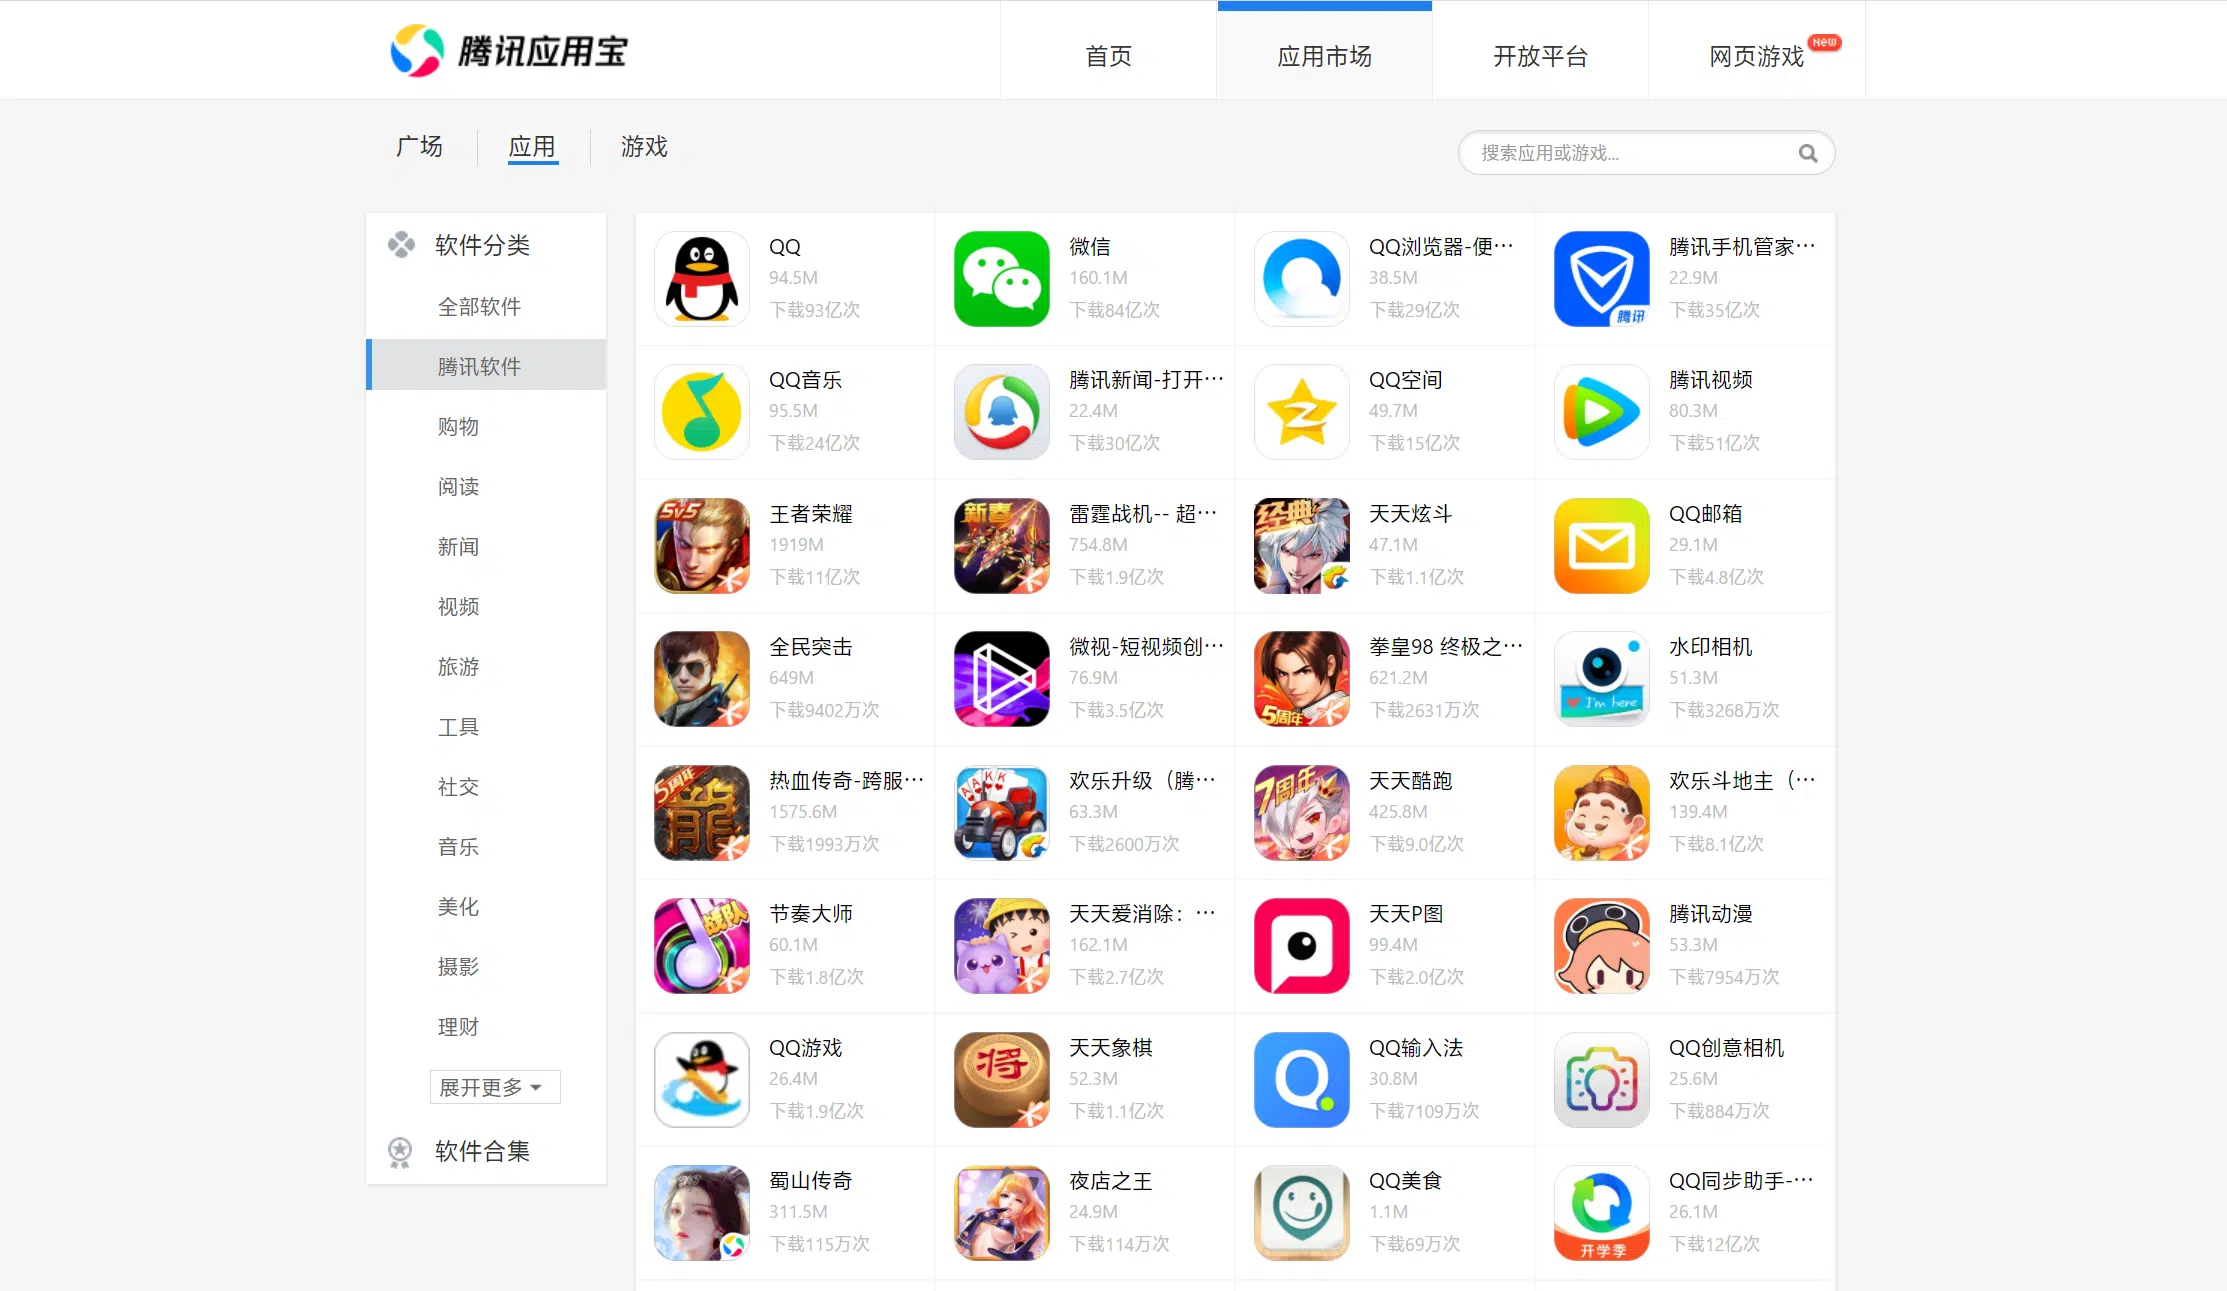 腾讯应用宝
首页
应用市场
开放平台
网页游戏
New
广场
应用
游戏
搜索应用或游戏...
软件分类
全部软件
腾讯软件
购物
阅读
新闻
视频
旅游
工具
社交
音乐
美化
摄影
理财
展开更多
软件合集
QQ
94.5M
下载93亿次
微信
160.1M
下载84亿次
QQ浏览器-便···
38.5M
下载29亿次
腾讯
腾讯手机管家···
22.9M
下载35亿次
QQ音乐
95.5M
下载24亿次
腾讯新闻-打开···
22.4M
下载30亿次
QQ空间
49.7M
下载15亿次
腾讯视频
80.3M
下载51亿次
5v5
王者荣耀
1919M
下载11亿次
新春
雷霆战机-- 超···
754.8M
下载1.9亿次
经典
天天炫斗
47.1M
下载1.1亿次
QQ邮箱
29.1M
下载4.8亿次
全民突击
649M
下载9402万次
微视-短视频创···
76.9M
下载3.5亿次
5周年
拳皇98 终极之···
621.2M
下载2631万次
I'm here
水印相机
51.3M
下载3268万次
5周年
龍
热血传奇-跨服···
1575.6M
下载1993万次
A A K K
欢乐升级（腾···
63.3M
下载2600万次
7周年
天天酷跑
425.8M
下载9.0亿次
欢乐斗地主（···
139.4M
下载8.1亿次
战队
节奏大师
60.1M
下载1.8亿次
天天爱消除：···
162.1M
下载2.7亿次
天天P图
99.4M
下载2.0亿次
腾讯动漫
53.3M
下载7954万次
QQ游戏
26.4M
下载1.9亿次
将
天天象棋
52.3M
下载1.1亿次
QQ输入法
30.8M
下载7109万次
QQ创意相机
25.6M
下载884万次
蜀山传奇
311.5M
下载115万次
夜店之王
24.9M
下载114万次
QQ美食
1.1M
下载69万次
开学季
QQ同步助手-···
26.1M
下载12亿次